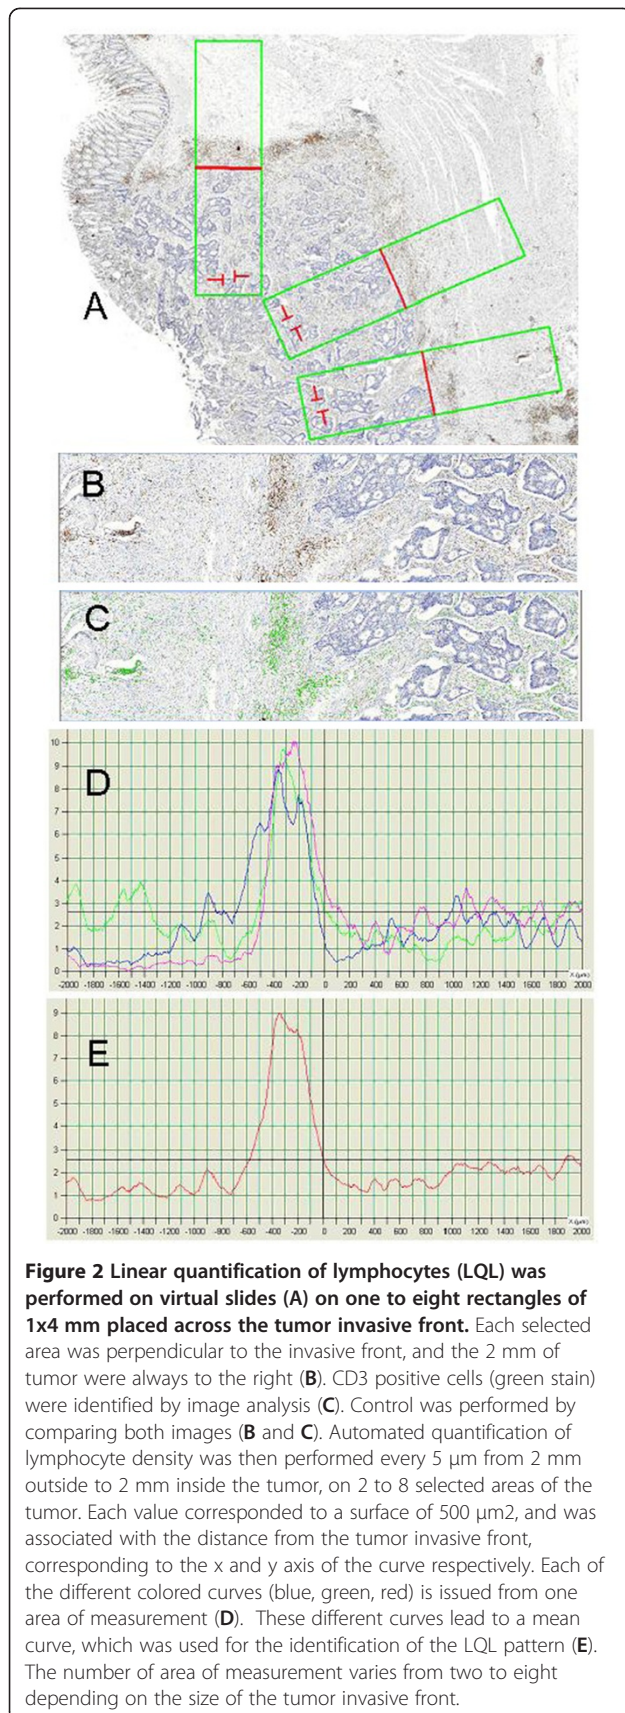 A
B
C
D
10
9
8
7
6
5
4
3
2
1
0
-2000 -1800 -1600 -1400 -1200 -1000 -800 -600 -400 -200 0 200 400 600 800 1000 1200 1400 1600 1800 2000
X (µm)
E
9
8
7
6
5
4
3
2
1
0
-2000 -1800 -1600 -1400 -1200 -1000 -800 -600 -400 -200 0 200 400 600 800 1000 1200 1400 1600 1800 2000
X (µm)
Figure 2 Linear quantification of lymphocytes (LQL) was
performed on virtual slides (A) on one to eight rectangles of
1x4 mm placed across the tumor invasive front. Each selected
area was perpendicular to the invasive front, and the 2 mm of
tumor were always to the right (B). CD3 positive cells (green stain)
were identified by image analysis (C). Control was performed by
comparing both images (B and C). Automated quantification of
lymphocyte density was then performed every 5 µm from 2 mm
outside to 2 mm inside the tumor, on 2 to 8 selected areas of the
tumor. Each value corresponded to a surface of 500 µm2, and was
associated with the distance from the tumor invasive front,
corresponding to the x and y axis of the curve respectively. Each of
the different colored curves (blue, green, red) is issued from one
area of measurement (D). These different curves lead to a mean
curve, which was used for the identification of the LQL pattern (E).
The number of area of measurement varies from two to eight
depending on the size of the tumor invasive front.